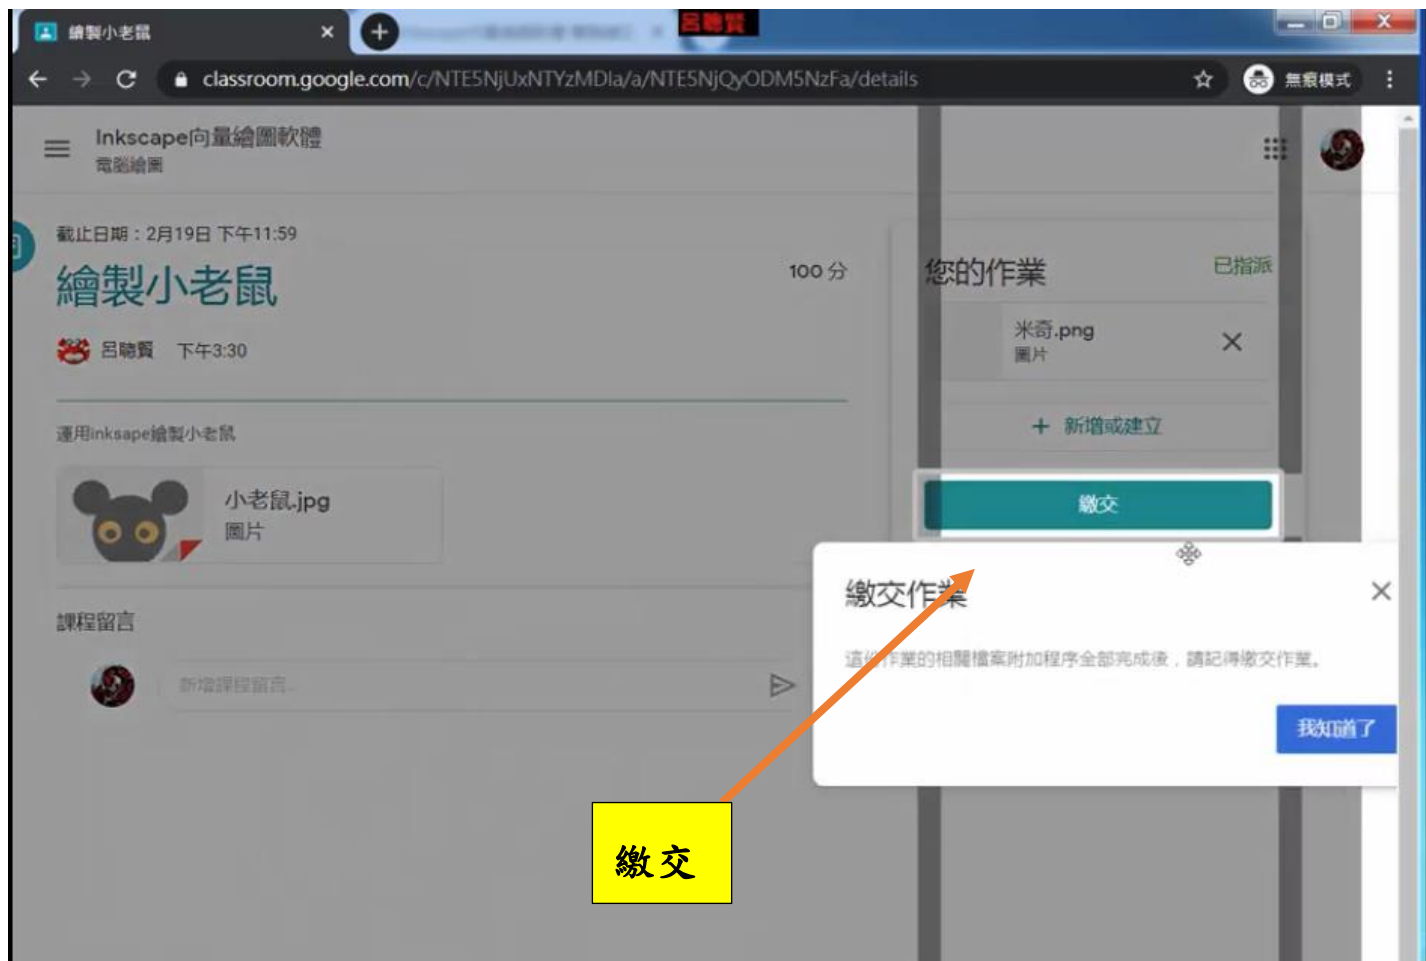 繪製小老鼠
呂聰賢
classroom.google.com/c/NTE5NjUxNTYzMDIa/a/NTE5NjQyODM5NzFa/details
無痕模式
Inkscape向量繪圖軟體
電腦繪圖
截止日期：2月19日 下午11:59
繪製小老鼠
100 分
呂聰賢 下午3:30
運用inksape繪製小老鼠
小老鼠.jpg
圖片
課程留言
新增課程留言...
您的作業
已指派
米奇.png
圖片
+ 新增或建立
繳交
繳交作業
這份作業的相關檔案附加程序全部完成後，請記得繳交作業。
我知道了
繳交